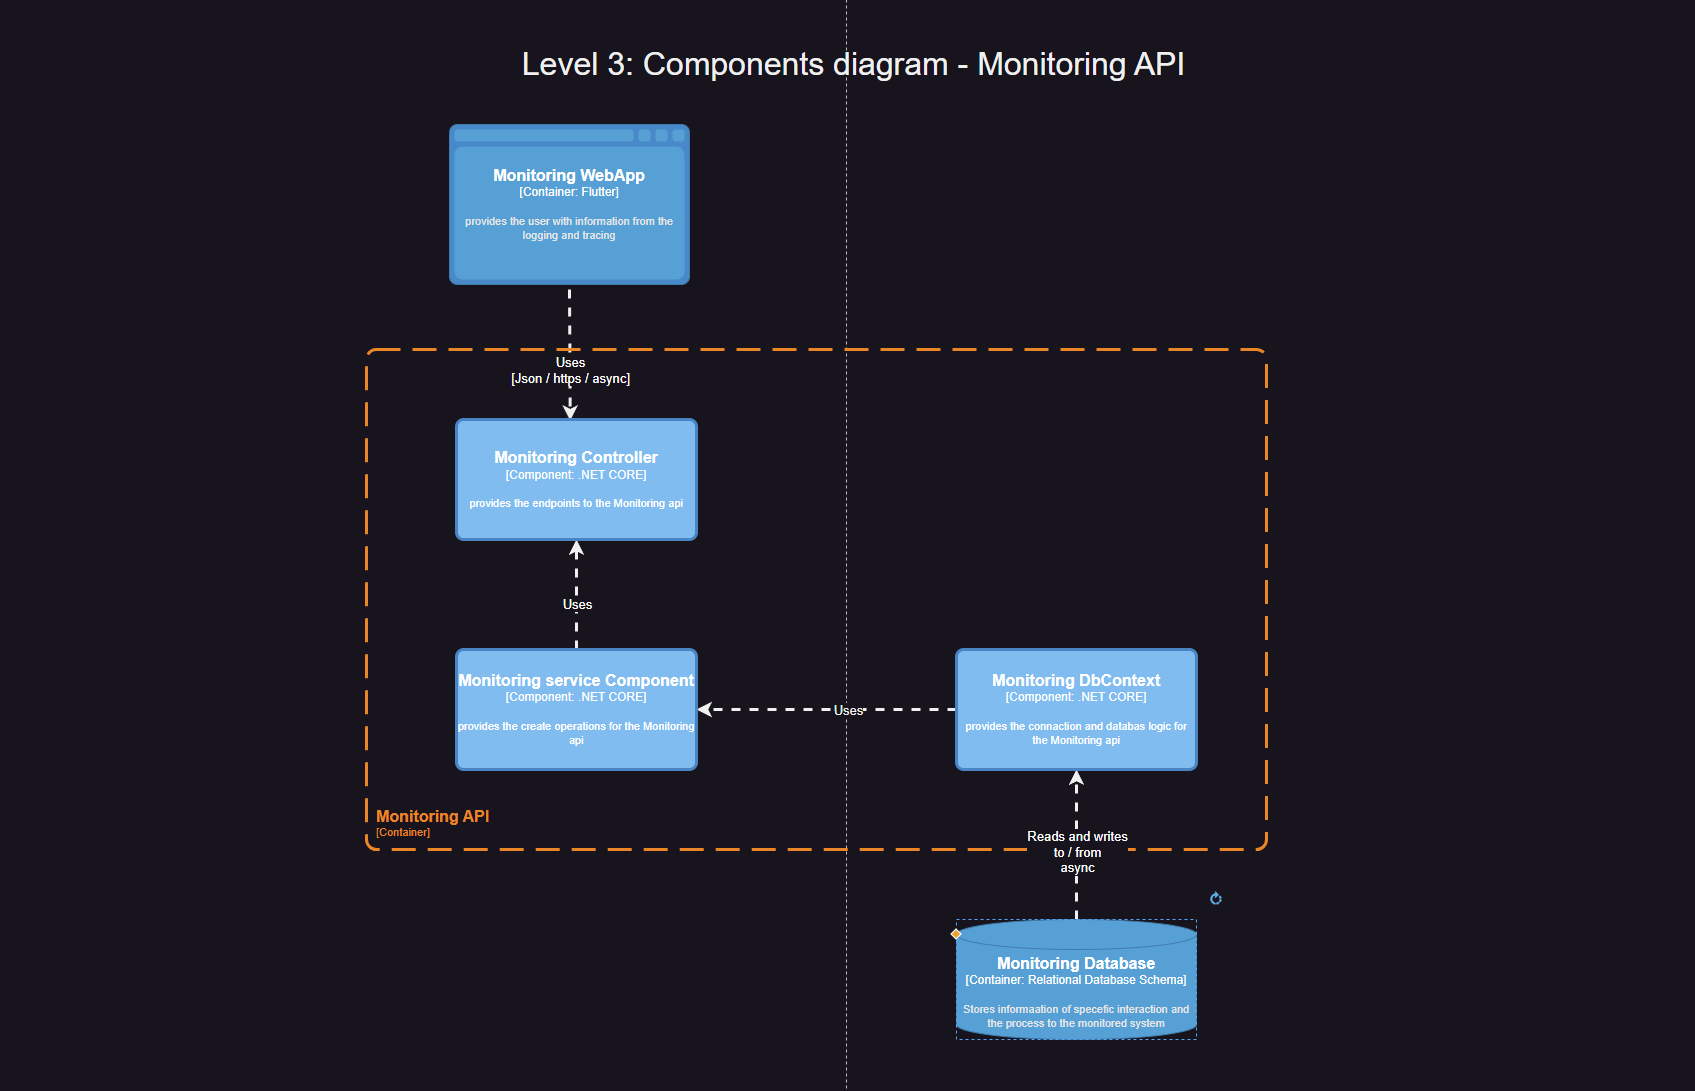 Level 3: Components diagram - Monitoring API
Monitoring WebApp
[Container: Flutter]
provides the user with information from the
logging and tracing
Uses
[Json / https / async]
Monitoring Controller
[Component: .NET CORE]
provides the endpoints to the Monitoring api
Uses
Monitoring service Component
[Component: .NET CORE]
provides the create operations for the Monitoring
api
Uses
Monitoring DbContext
[Component: .NET CORE]
provides the connaction and databas logic for
the Monitoring api
Monitoring API
[Container]
Reads and writes
to / from
async
Monitoring Database
[Container: Relational Database Schema]
Stores informaation of specefic interaction and
the process to the monitored system